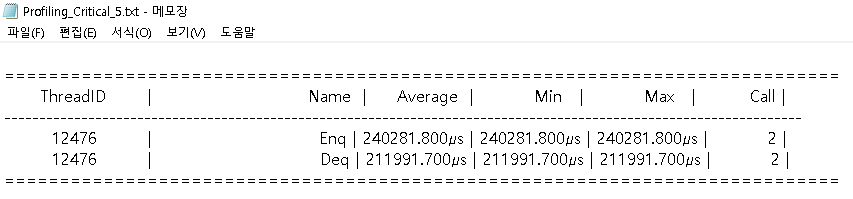 Profiling_Critical_5.txt - 메모장
파일(F) 편집(E) 서식(O) 보기(V) 도움말
================================================================================
ThreadID | Name | Average | Min | Max | Call |
--------------------------------------------------------------------------------
12476 | Enq | 240281.800㎲ | 240281.800㎲ | 240281.800㎲ | 2 |
12476 | Deq | 211991.700㎲ | 211991.700㎲ | 211991.700㎲ | 2 |
================================================================================